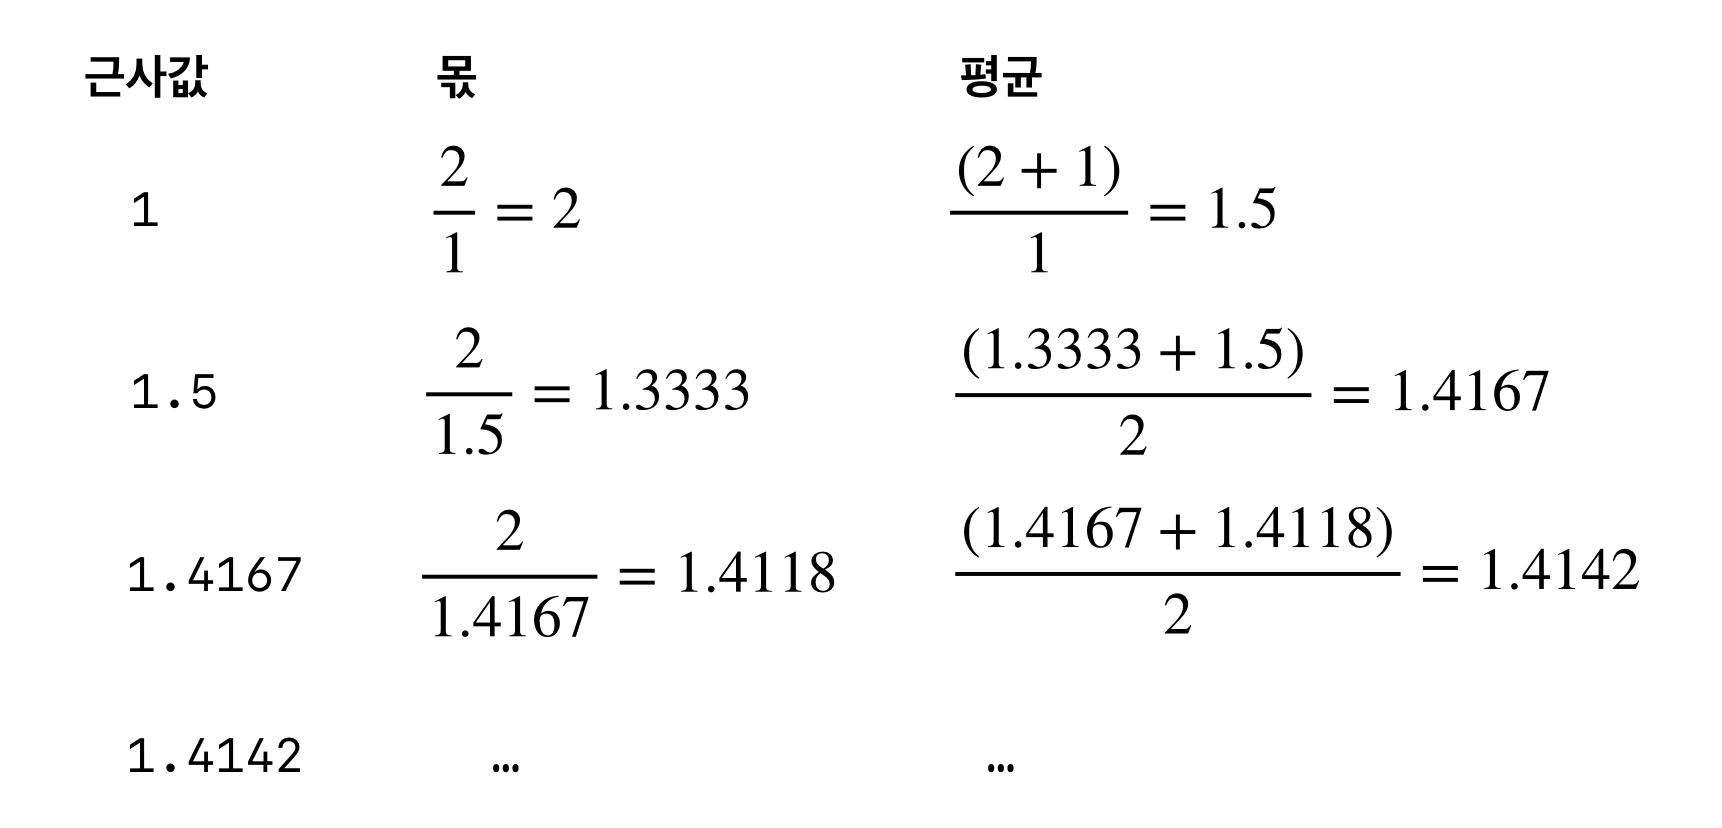 근사값 몫 평균
1 2/1 = 2 (2 + 1)/1 = 1.5
1.5 2/1.5 = 1.3333 (1.3333 + 1.5)/2 = 1.4167
1.4167 2/1.4167 = 1.4118 (1.4167 + 1.4118)/2 = 1.4142
1.4142 ... ...